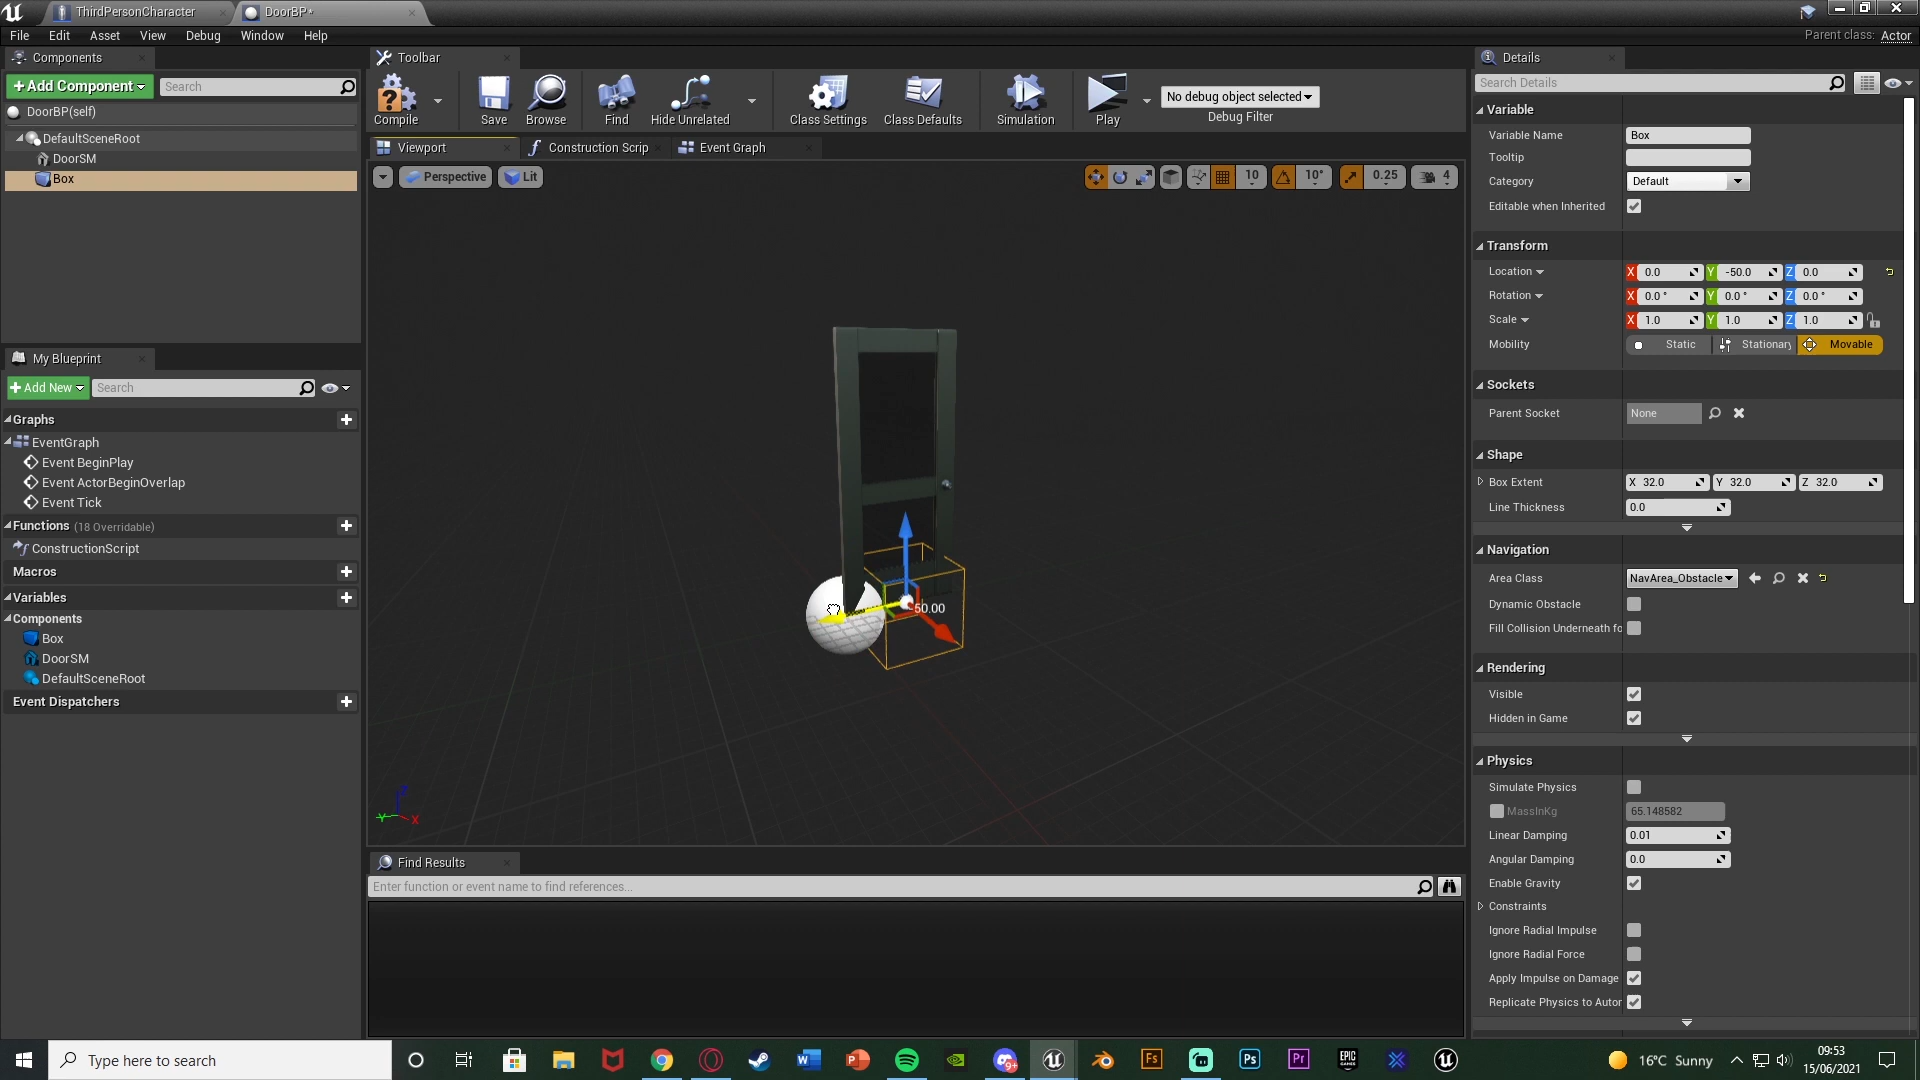 ThirdPersonCharacter
DoorBP*
File Edit Asset View Debug Window Help
Parent class: Actor
Components
+ Add Component
Search
DoorBP(self)
DefaultSceneRoot
DoorSM
Box
My Blueprint
+ Add New
Search
Graphs
EventGraph
Event BeginPlay
Event ActorBeginOverlap
Event Tick
Functions (18 Overridable)
ConstructionScript
Macros
Variables
Components
Box
DoorSM
DefaultSceneRoot
Event Dispatchers
Toolbar
Compile
Save
Browse
Find
Hide Unrelated
Class Settings
Class Defaults
Simulation
Play
No debug object selected
Debug Filter
Viewport
Construction Scrip
Event Graph
Perspective
Lit
10
10°
0.25
4
-50.00
Z
Y
X
Find Results
Enter function or event name to find references...
Details
Search Details
Variable
Variable Name Box
Tooltip
Category Default
Editable when Inherited
Transform
Location X 0.0 Y -50.0 Z 0.0
Rotation X 0.0 ° Y 0.0 ° Z 0.0 °
Scale X 1.0 Y 1.0 Z 1.0
Mobility Static Stationary Movable
Sockets
Parent Socket None
Shape
Box Extent X 32.0 Y 32.0 Z 32.0
Line Thickness 0.0
Navigation
Area Class NavArea_Obstacle
Dynamic Obstacle
Fill Collision Underneath fo
Rendering
Visible
Hidden in Game
Physics
Simulate Physics
MassInKg 65.148582
Linear Damping 0.01
Angular Damping 0.0
Enable Gravity
Constraints
Ignore Radial Impulse
Ignore Radial Force
Apply Impulse on Damage
Replicate Physics to Autor
Type here to search
9+
Fs
Ps
Pr
EPIC GAMES
16°C Sunny
09:53
15/06/2021